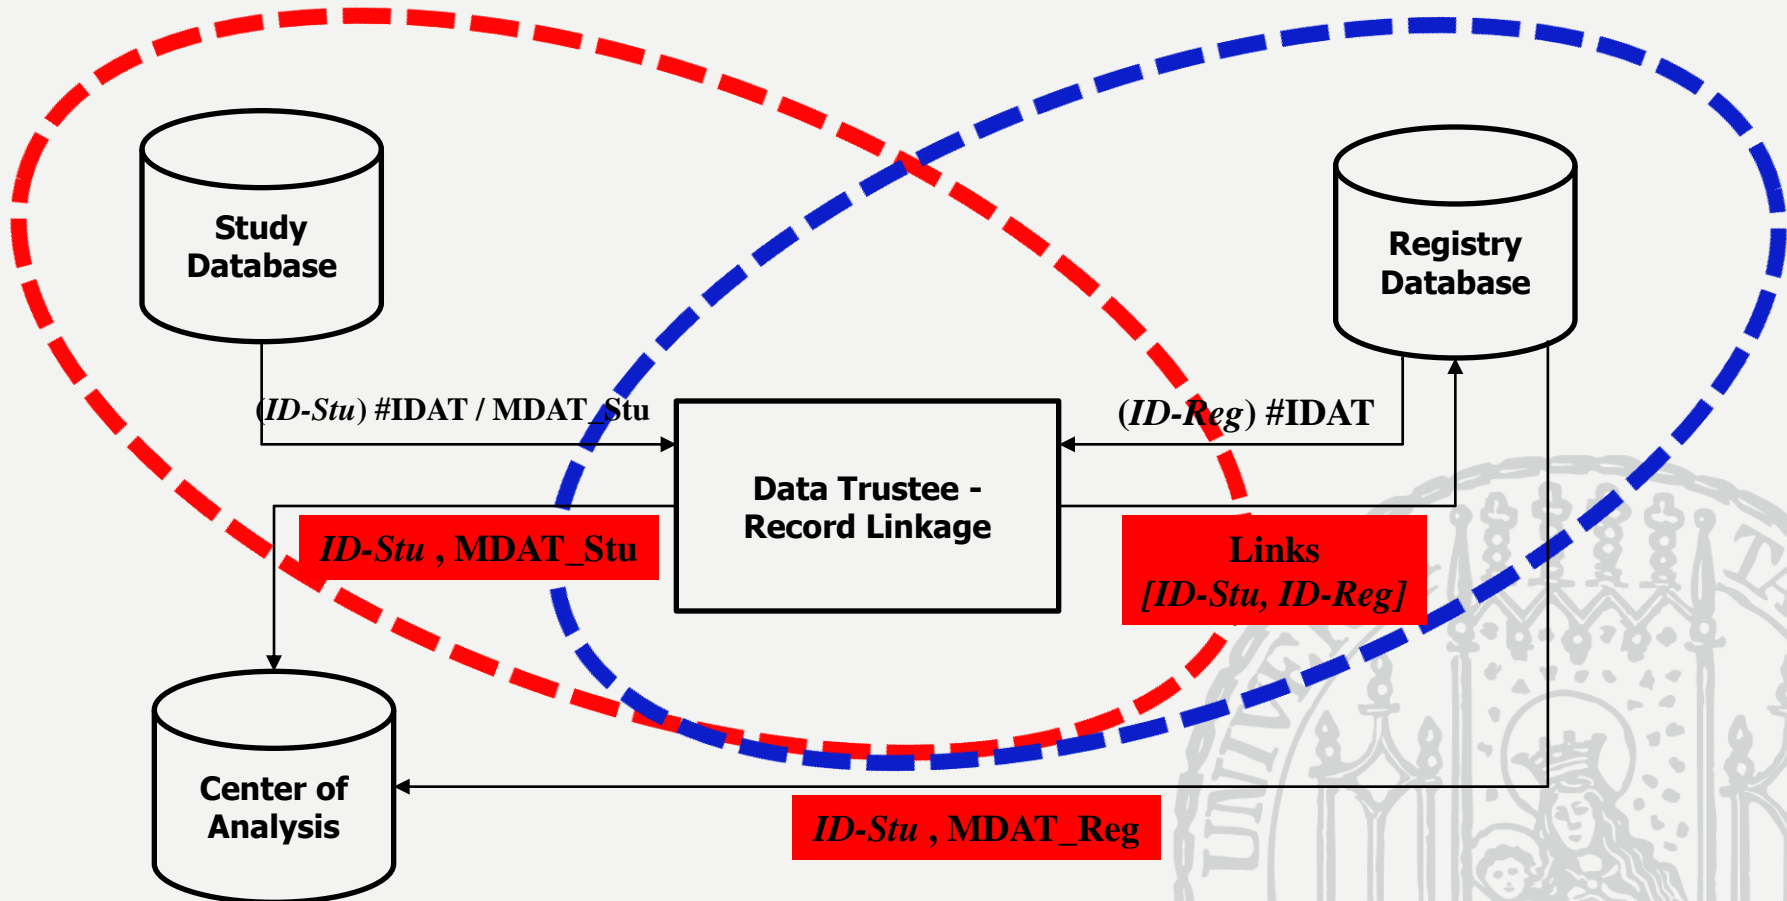 Study
Database
Registry
Database
(ID-Stu) #IDAT / MDAT_Stu
(ID-Reg) #IDAT
Data Trustee -
Record Linkage
ID-Stu , MDAT_Stu
Links
[ID-Stu, ID-Reg]
Center of
Analysis
ID-Stu , MDAT_Reg